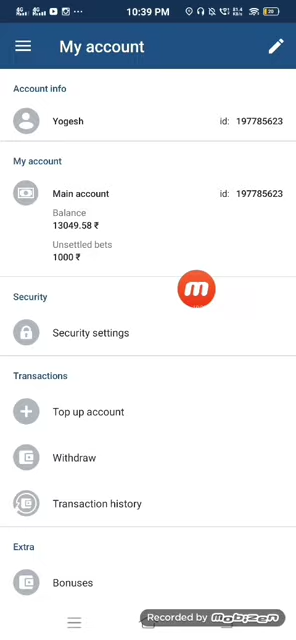 10:39 PM
My account
Account info
Yogesh id: 197785623
My account
Main account id: 197785623
Balance
13049.58 ₹
Unsettled bets
1000 ₹
m
Security
Security settings
Transactions
Top up account
Withdraw
Transaction history
Extra
Bonuses
Recorded by mobizen